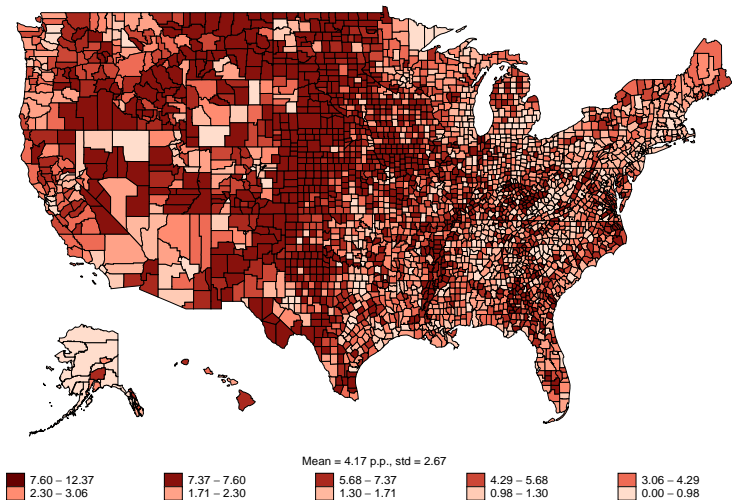 Mean = 4.17 p.p., std = 2.67
7.60 – 12.37 7.37 – 7.60 5.68 – 7.37 4.29 – 5.68 3.06 – 4.29
2.30 – 3.06 1.71 – 2.30 1.30 – 1.71 0.98 – 1.30 0.00 – 0.98